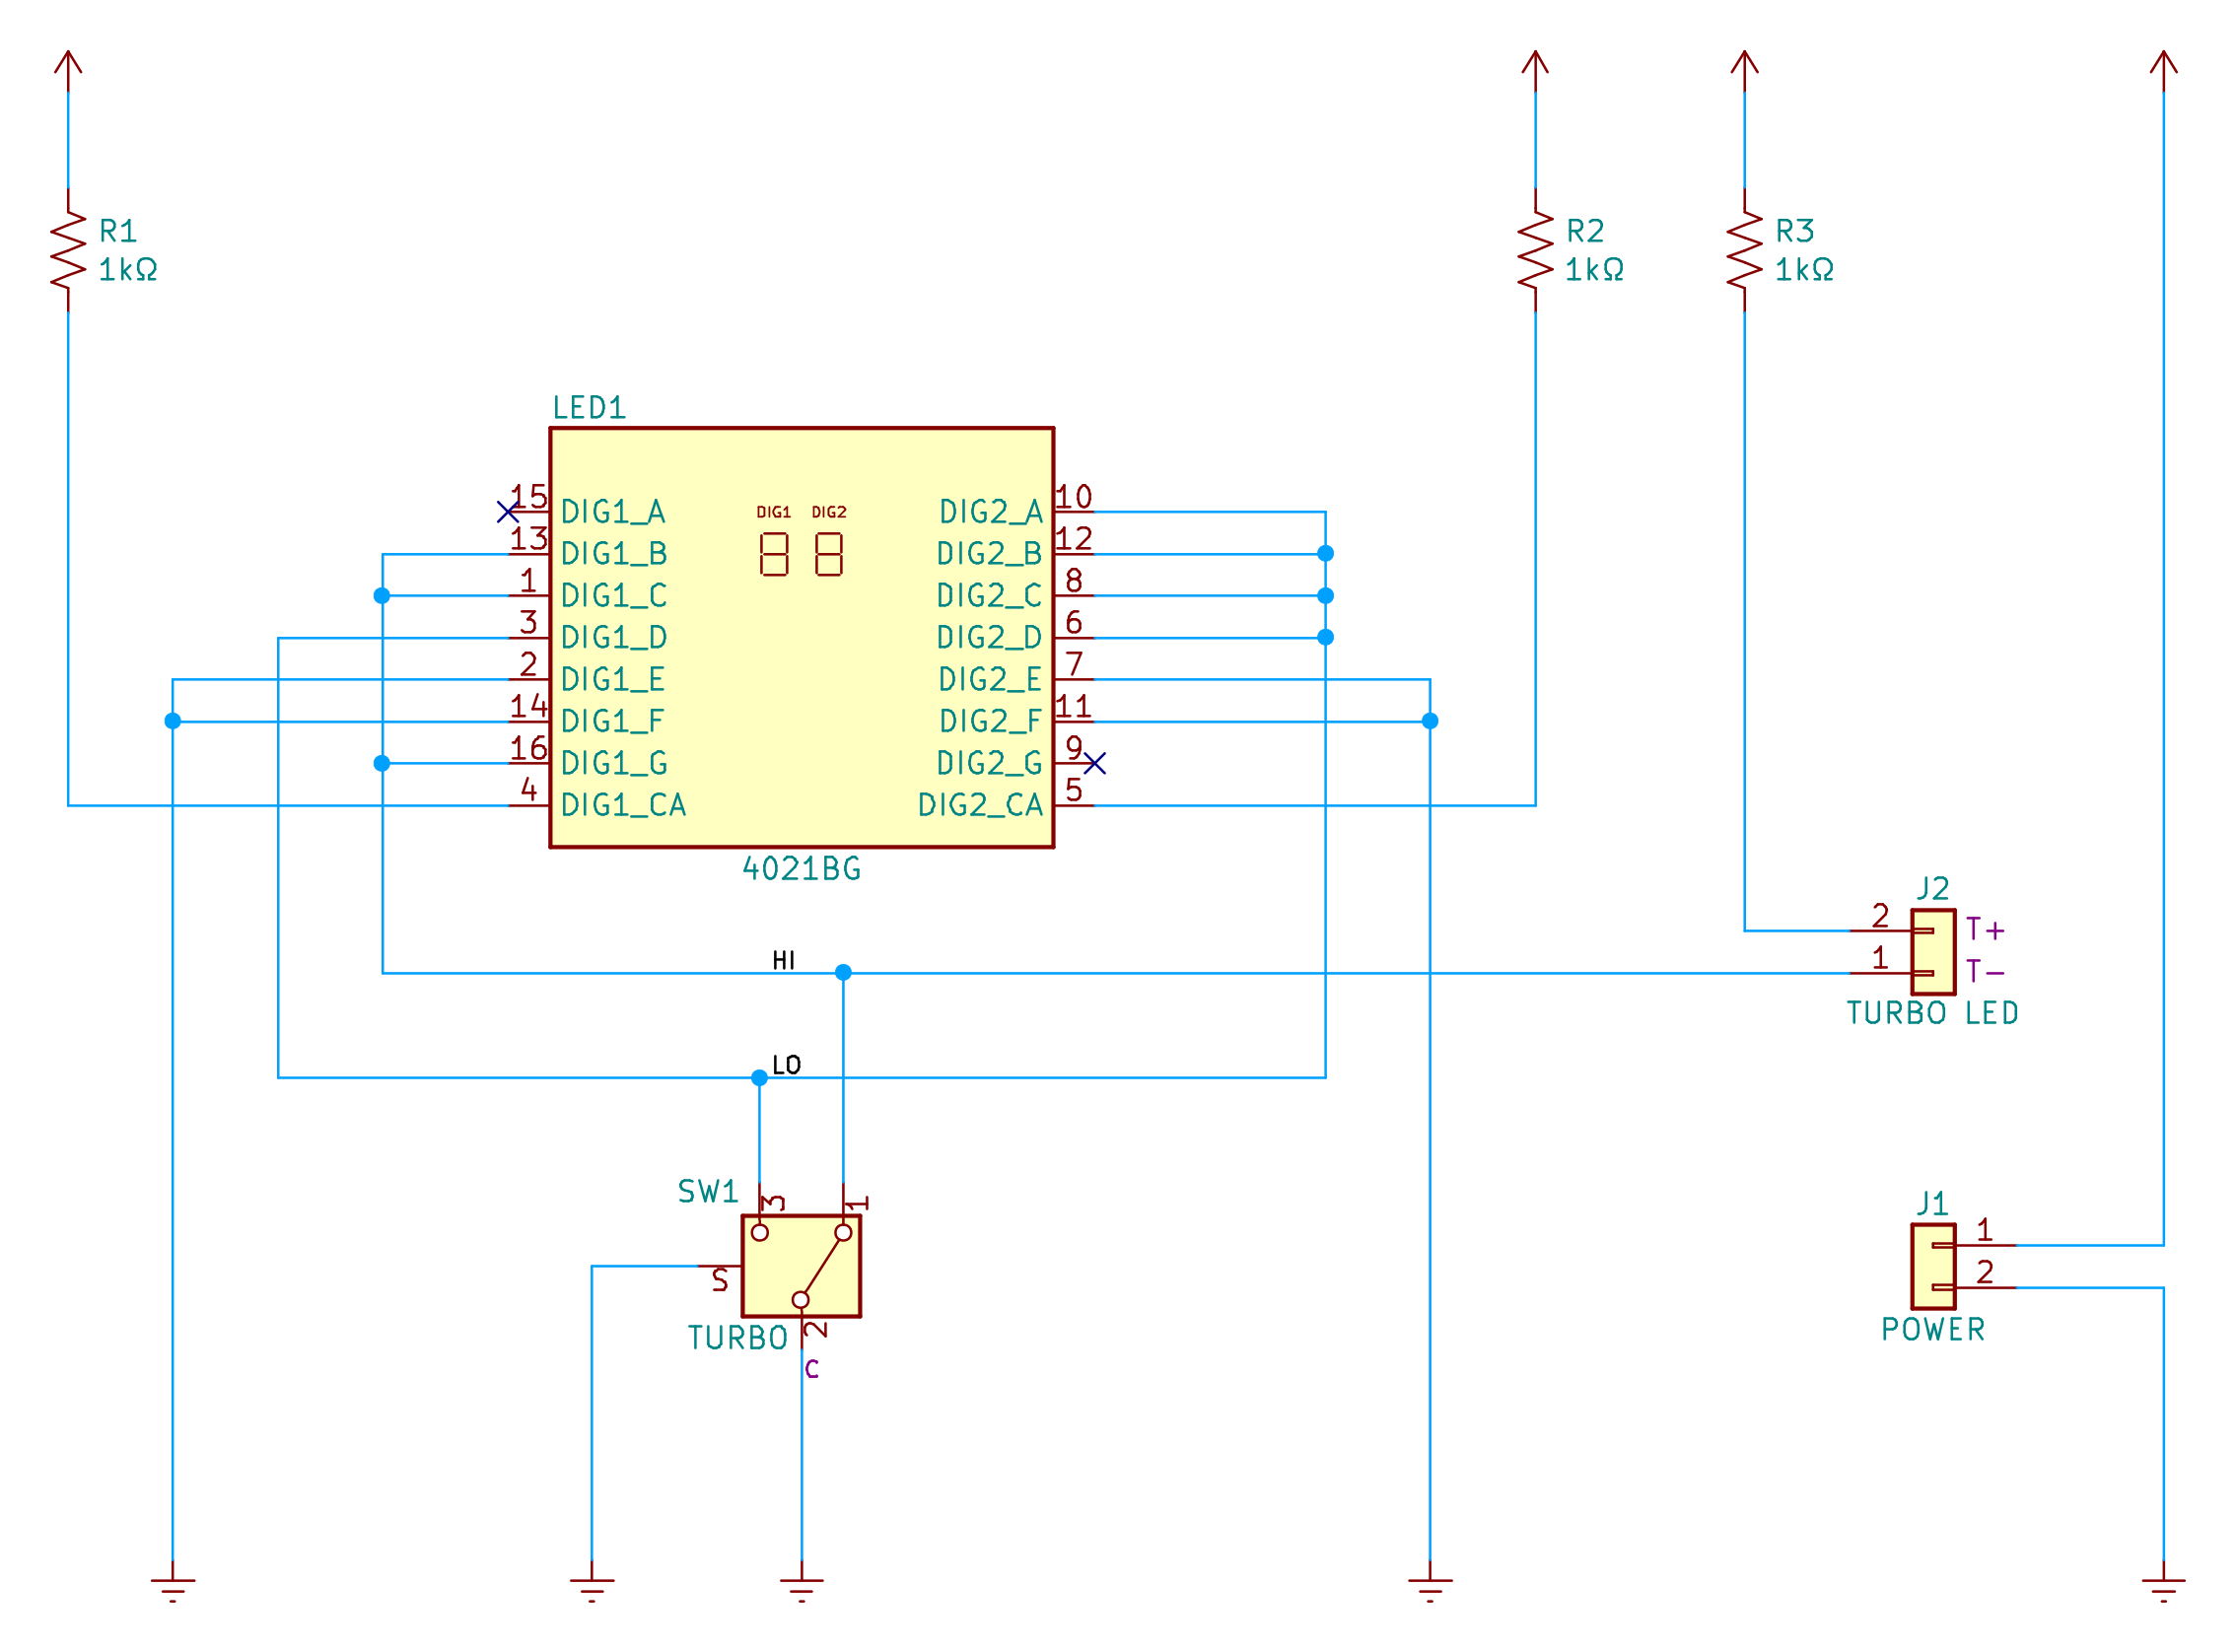 R1
1kΩ
R2
1kΩ
R3
1kΩ
LED1
15 DIG1_A
13 DIG1_B
1 DIG1_C
3 DIG1_D
2 DIG1_E
14 DIG1_F
16 DIG1_G
4 DIG1_CA
DIG1 DIG2
DIG2_A 10
DIG2_B 12
DIG2_C 8
DIG2_D 6
DIG2_E 7
DIG2_F 11
DIG2_G 9
DIG2_CA 5
4021BG
J2
2 T+
1 T-
TURBO LED
HI
LO
SW1
3 1
S
2
TURBO
C
J1
1
2
POWER